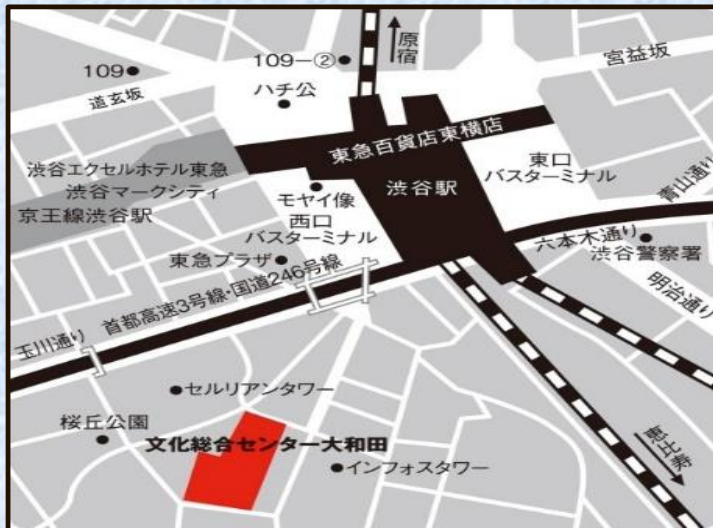 原宿
宮益坂
109-②
109
ハチ公
道玄坂
東急百貨店東横店
渋谷エクセルホテル東急
渋谷マークシティ
京王線渋谷駅
モヤイ像
西口
バスターミナル
渋谷駅
東口
バスターミナル
青山通り
六本木通り
渋谷警察署
明治通り
東急プラザ
首都高速3号線・国道246号線
玉川通り
セルリアンタワー
桜丘公園
文化総合センター大和田
インフォスタワー
恵比寿